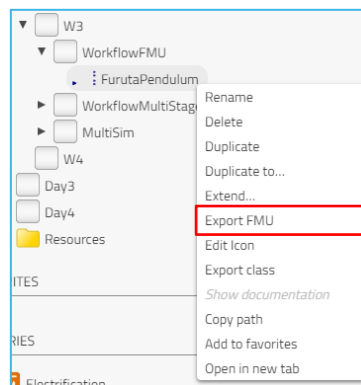 W3
WorkflowFMU
FurutaPendulum
WorkflowMultiStag
MultiSim
W4
Day3
Day4
Resources
ITES
RIES
Electrification
Rename
Delete
Duplicate
Duplicate to...
Extend...
Export FMU
Edit Icon
Export class
Show documentation
Copy path
Add to favorites
Open in new tab